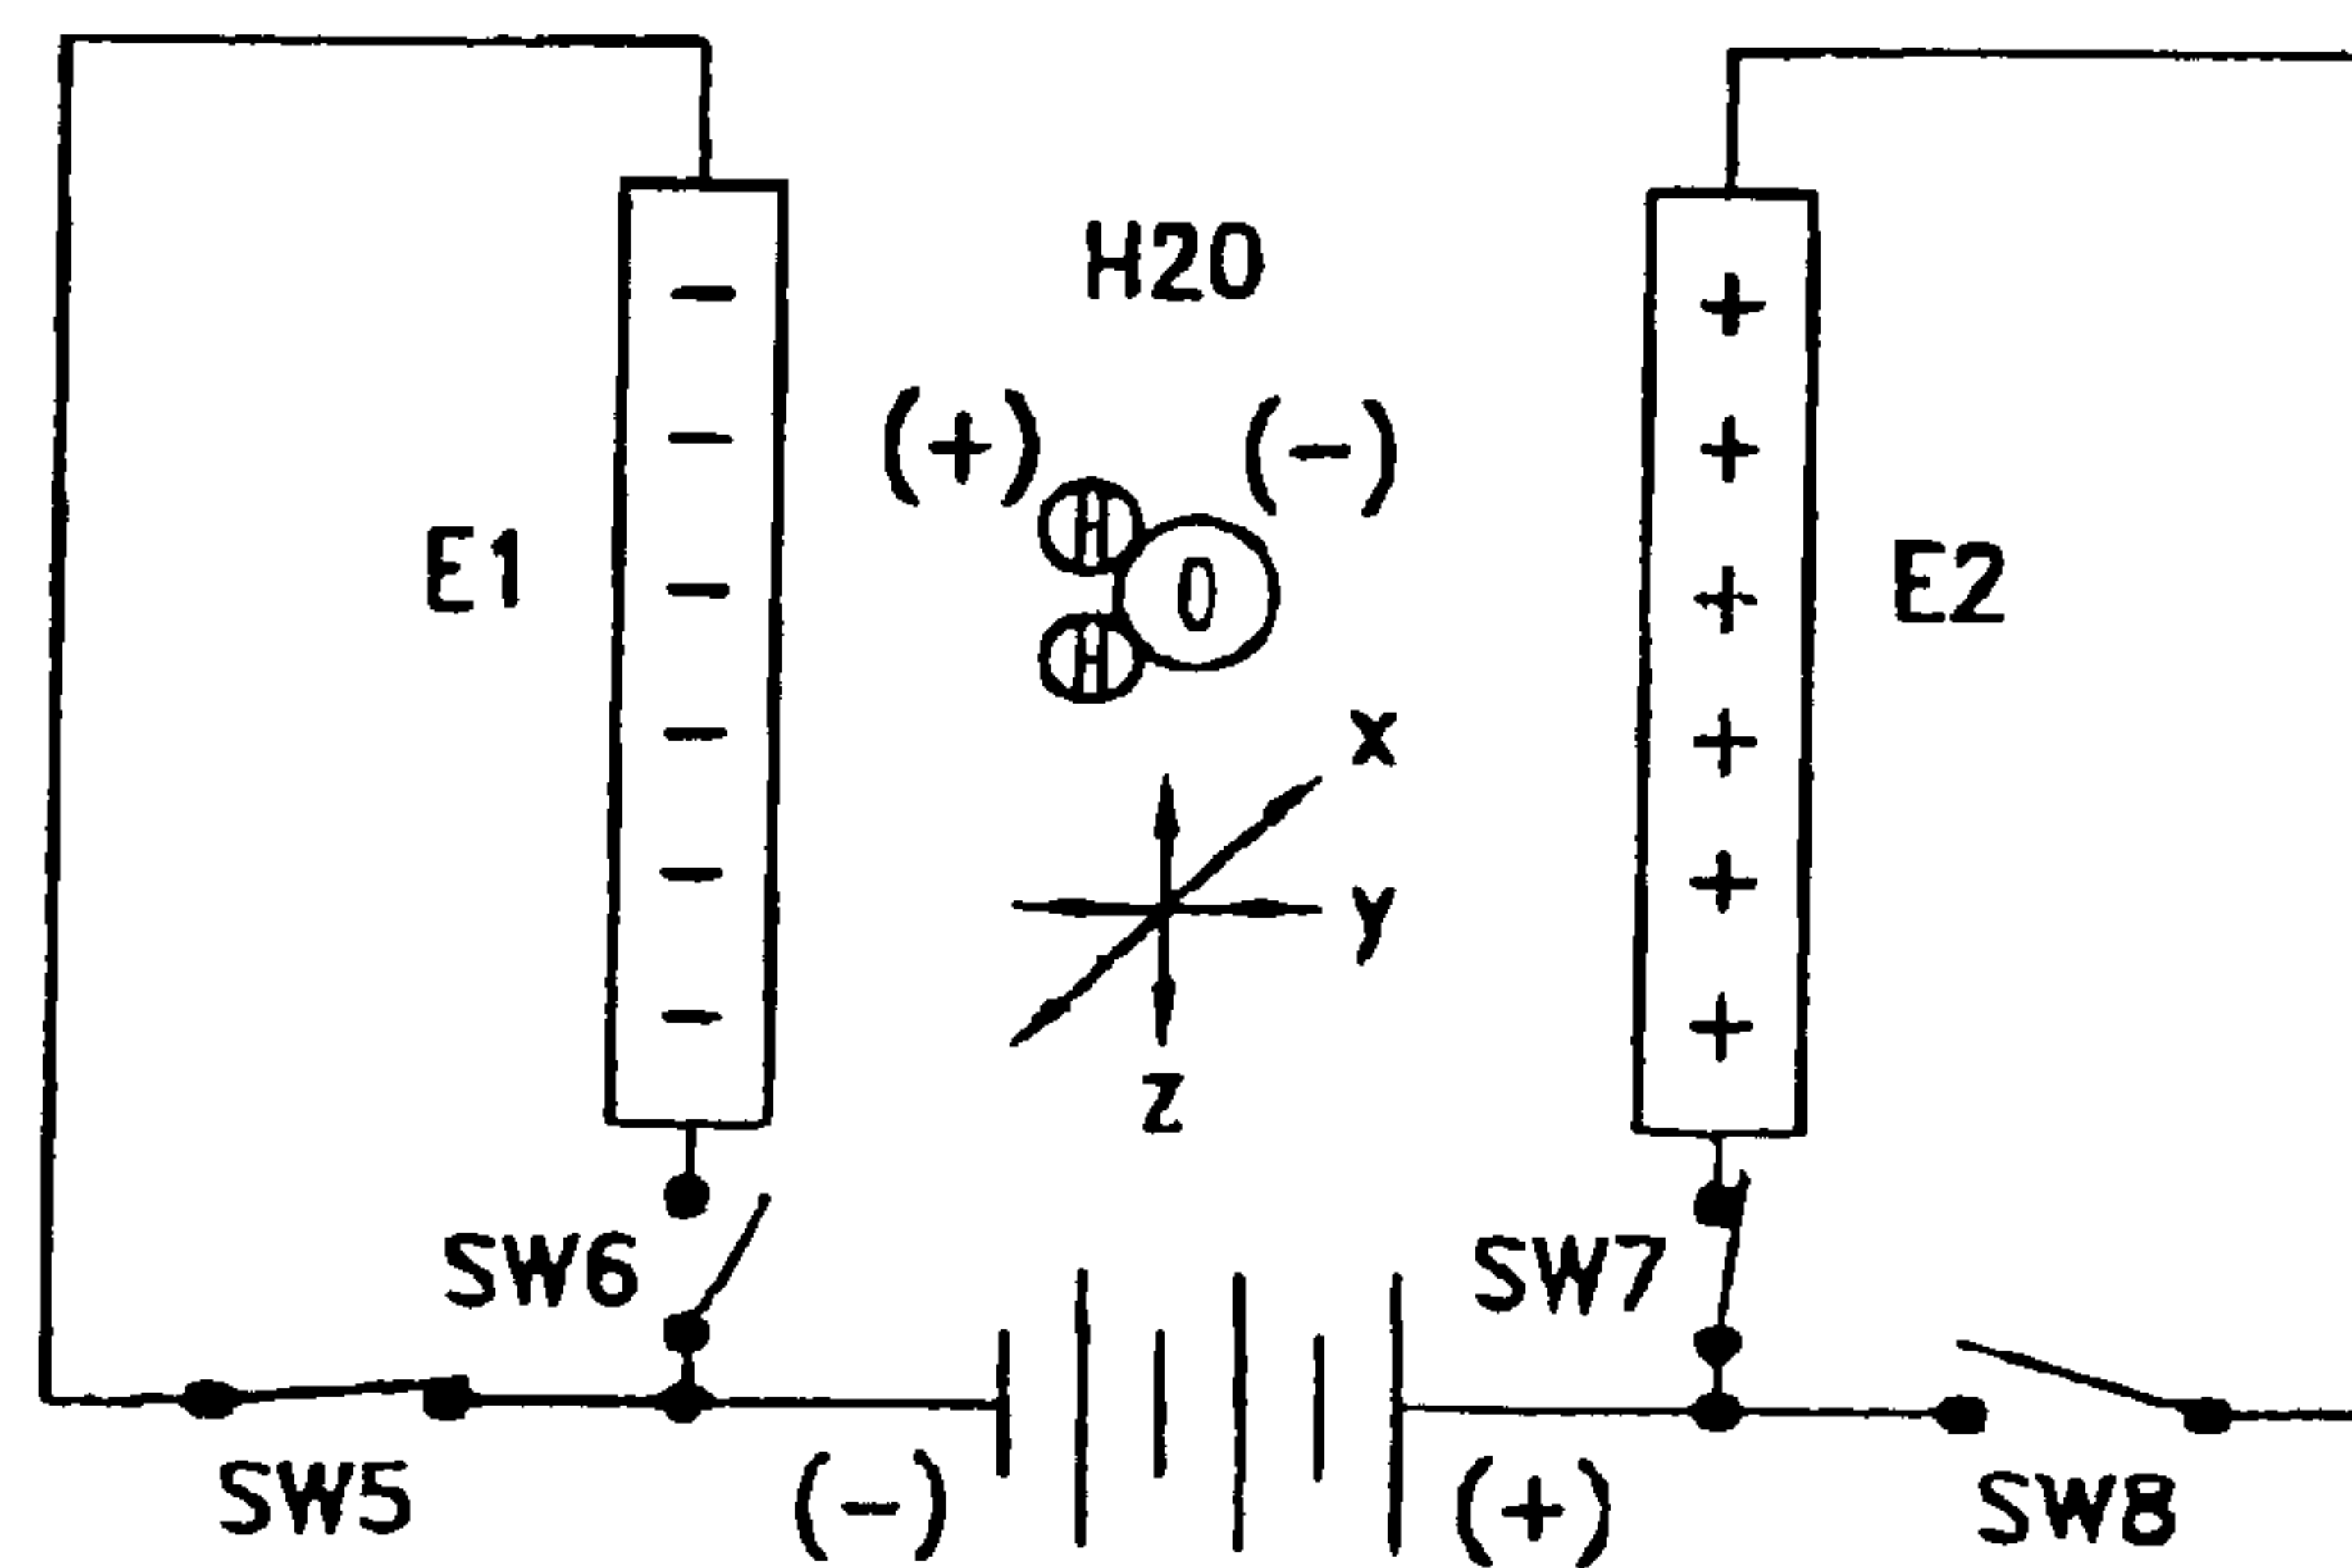 H2O
(+) (-)
H
O
H
E1
E2
- - - - - -
+ + + + + +
X
Y
Z
SW6
SW7
SW5
(-)
(+)
SW8